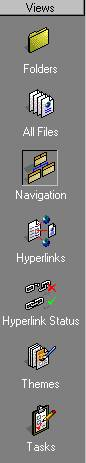 Views
Folders
All Files
Navigation
Hyperlinks
Hyperlink Status
Themes
Tasks